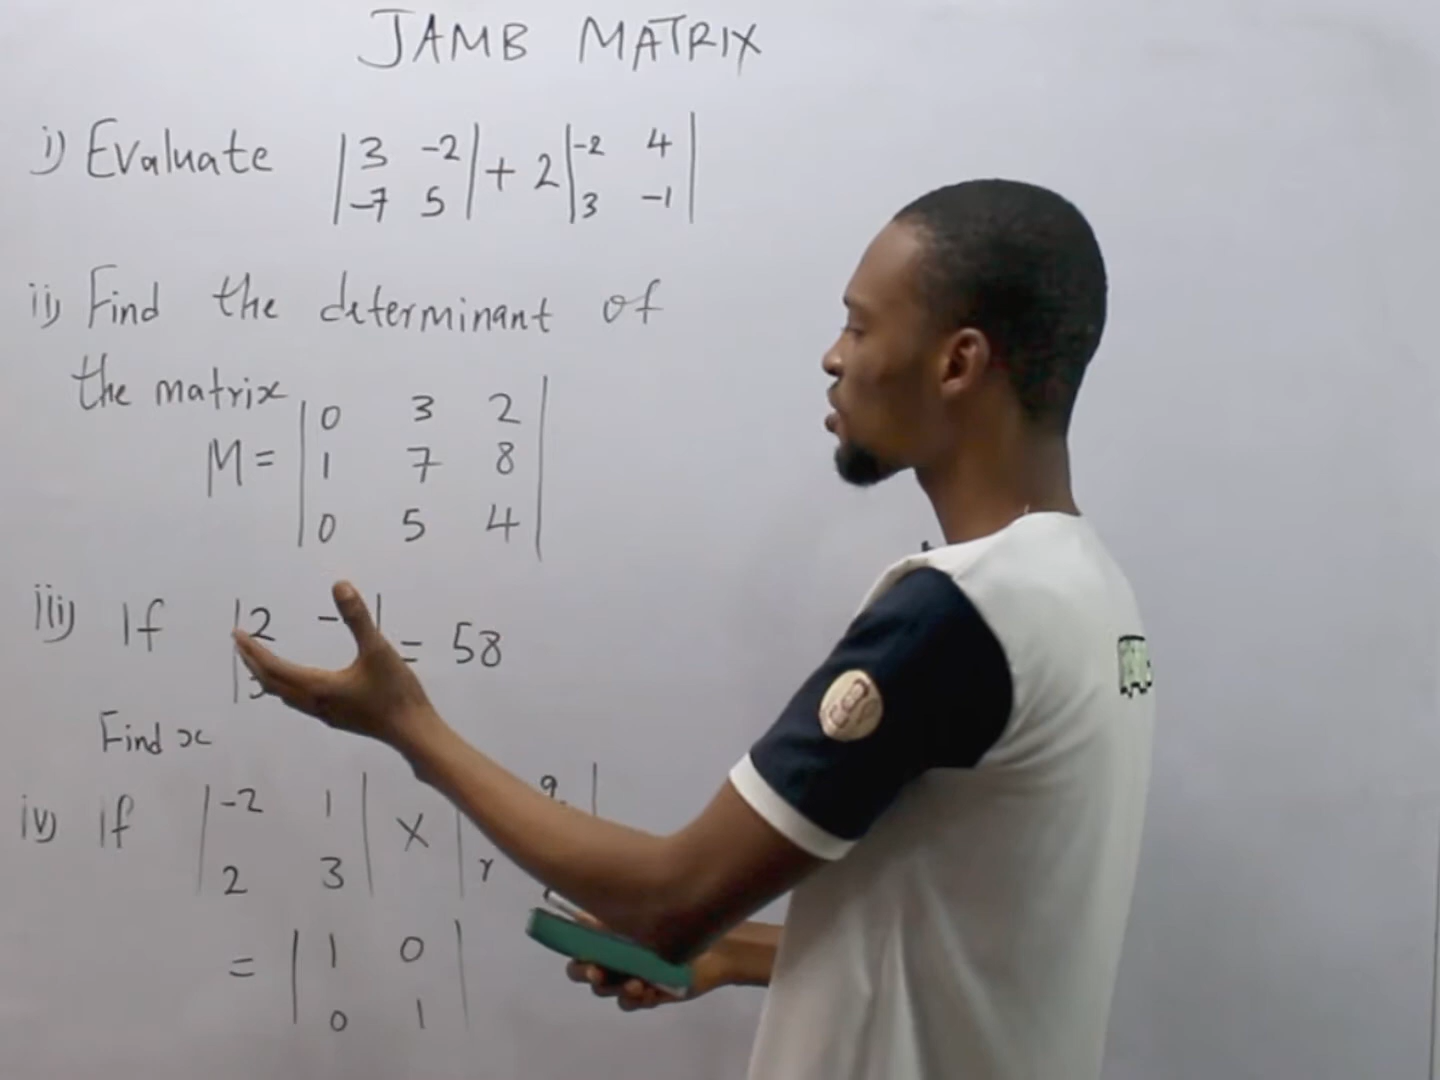 JAMB MATRIX
i) Evaluate |3 -2| + 2|-2 4|
|-7 5| |3 -1|
ii) Find the determinant of
the matrix
|0 3 2|
M = |1 7 8|
|0 5 4|
iii) If |2 - | = 58
|3
Find x
iv) If |-2 1| X | q |
|2 3| | r
= |1 0|
|0 1|